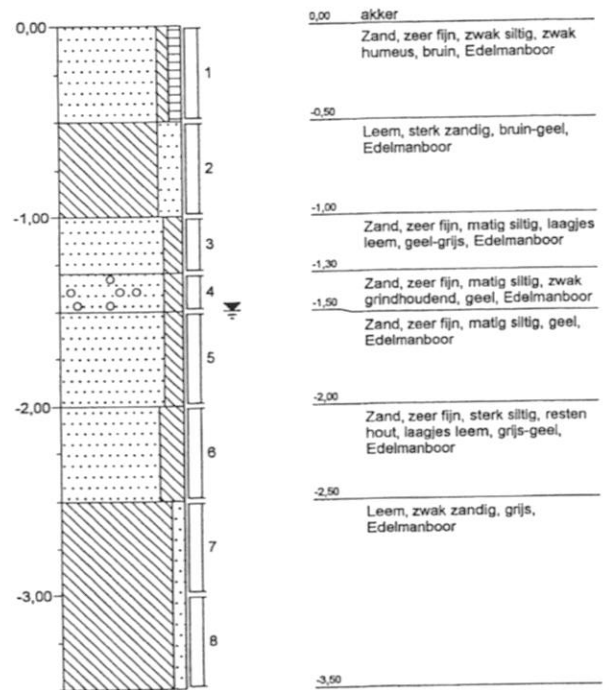 0,00
-1,00
-2,00
-3,00
1
2
3
4
5
6
7
8
0,00 akker
Zand, zeer fijn, zwak siltig, zwak
humeus, bruin, Edelmanboor
-0,50
Leem, sterk zandig, bruin-geel,
Edelmanboor
-1,00
Zand, zeer fijn, matig siltig, laagjes
leem, geel-grijs, Edelmanboor
-1,30
Zand, zeer fijn, matig siltig, zwak
grindhoudend, geel, Edelmanboor
-1,50
Zand, zeer fijn, matig siltig, geel,
Edelmanboor
-2,00
Zand, zeer fijn, sterk siltig, resten
hout, laagjes leem, grijs-geel,
Edelmanboor
-2,50
Leem, zwak zandig, grijs,
Edelmanboor
-3,50